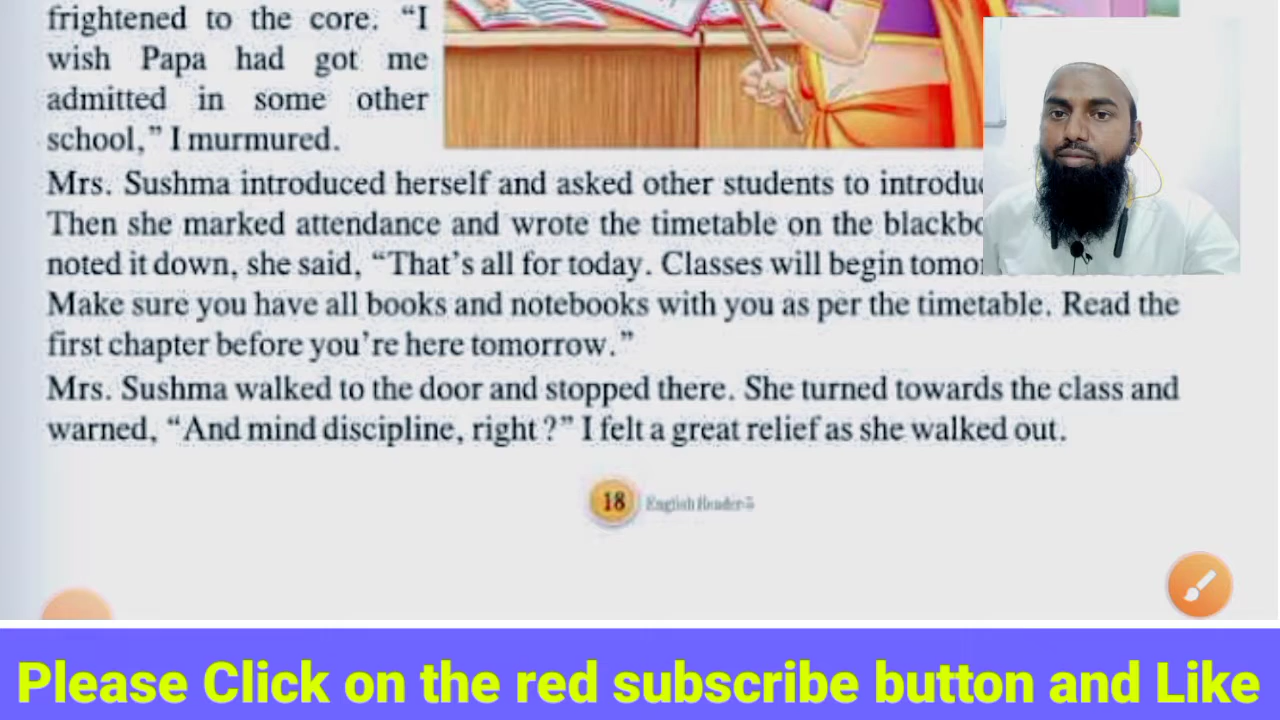 frightened to the core. “I
wish Papa had got me
admitted in some other
school,” I murmured.
Mrs. Sushma introduced herself and asked other students to
Then she marked attendance and wrote the timetable on the
noted it down, she said, “That’s all for today. Classes will begin
Make sure you have all books and notebooks with you as per the timetable. Read the
first chapter before you’re here tomorrow.”
Mrs. Sushma walked to the door and stopped there. She turned towards the class and
warned, “And mind discipline, right?” I felt a great relief as she walked out.
18 English Reader-5
Please Click on the red subscribe button and Like